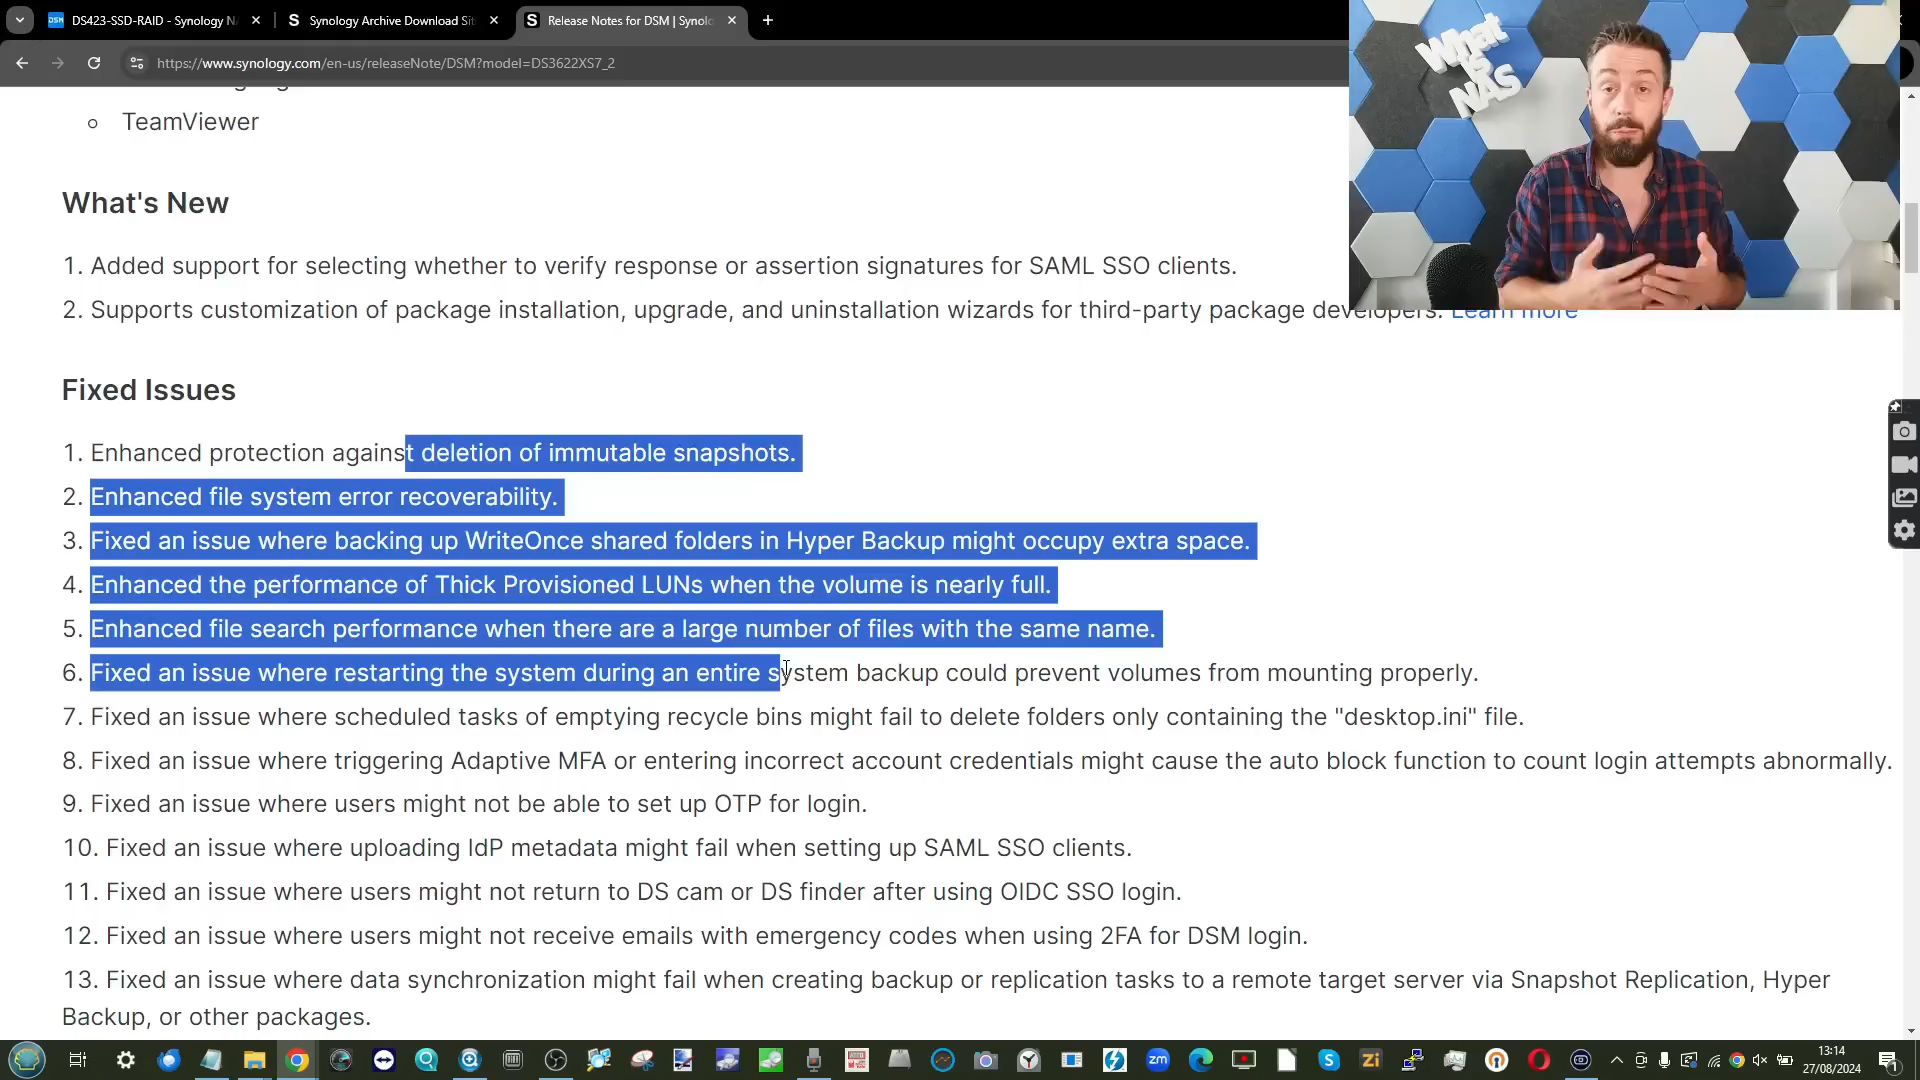 DS423-SSD-RAID - Synology N
Synology Archive Download Sit
Release Notes for DSM | Synolo
https://www.synology.com/en-us/releaseNote/DSM?model=DS3622XS7_2
What is NAS
TeamViewer
What's New
1. Added support for selecting whether to verify response or assertion signatures for SAML SSO clients.
2. Supports customization of package installation, upgrade, and uninstallation wizards for third-party package developers. Learn more
Fixed Issues
1. Enhanced protection against deletion of immutable snapshots.
2. Enhanced file system error recoverability.
3. Fixed an issue where backing up WriteOnce shared folders in Hyper Backup might occupy extra space.
4. Enhanced the performance of Thick Provisioned LUNs when the volume is nearly full.
5. Enhanced file search performance when there are a large number of files with the same name.
6. Fixed an issue where restarting the system during an entire system backup could prevent volumes from mounting properly.
7. Fixed an issue where scheduled tasks of emptying recycle bins might fail to delete folders only containing the "desktop.ini" file.
8. Fixed an issue where triggering Adaptive MFA or entering incorrect account credentials might cause the auto block function to count login attempts abnormally.
9. Fixed an issue where users might not be able to set up OTP for login.
10. Fixed an issue where uploading IdP metadata might fail when setting up SAML SSO clients.
11. Fixed an issue where users might not return to DS cam or DS finder after using OIDC SSO login.
12. Fixed an issue where users might not receive emails with emergency codes when using 2FA for DSM login.
13. Fixed an issue where data synchronization might fail when creating backup or replication tasks to a remote target server via Snapshot Replication, Hyper
Backup, or other packages.
zm
Zi
13:14
27/08/2024